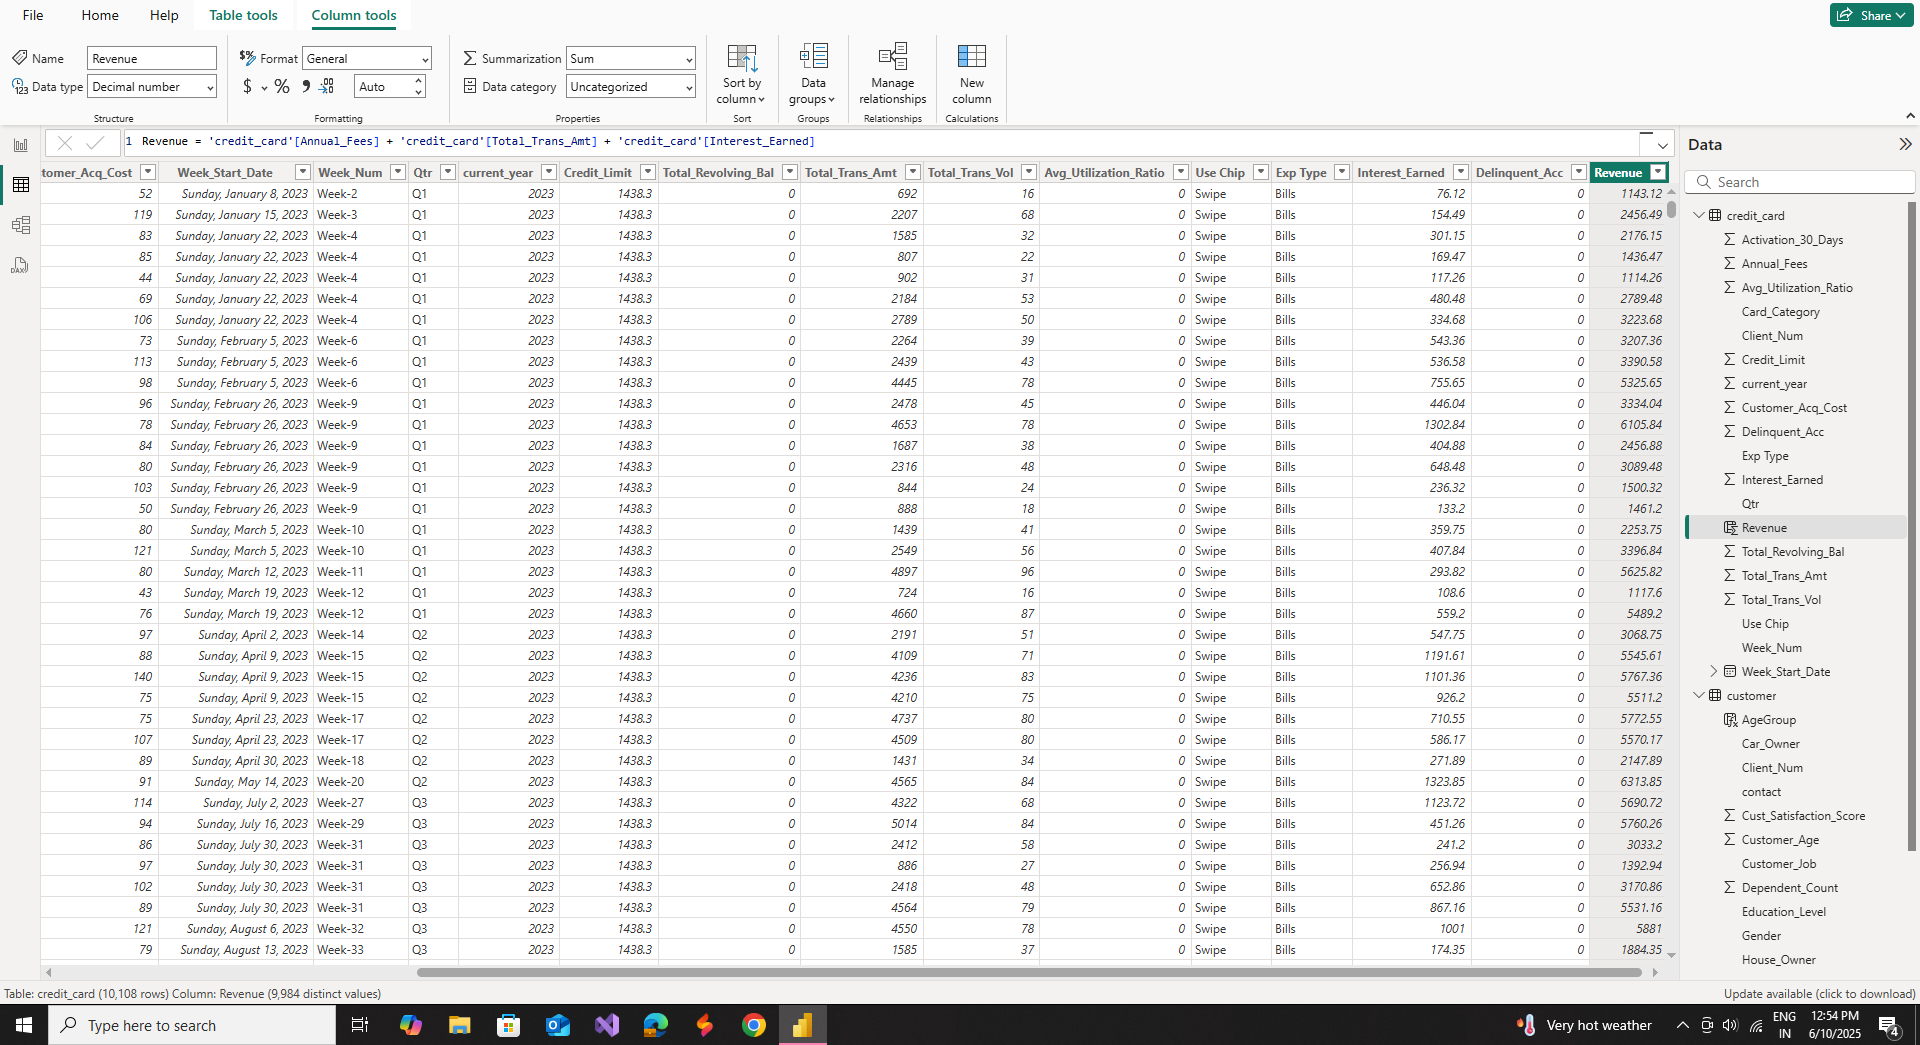 File Home Help Table tools Column tools Share
Name Revenue Format General Summarization Sum
Data type Decimal number $ % Auto Data category Uncategorized
Sort by column Data groups Manage relationships New column
Structure Formatting Properties Sort Groups Relationships Calculations
1 Revenue = 'credit_card'[Annual_Fees] + 'credit_card'[Total_Trans_Amt] + 'credit_card'[Interest_Earned]
tomer_Acq_Cost Week_Start_Date Week_Num Qtr current_year Credit_Limit Total_Revolving_Bal Total_Trans_Amt Total_Trans_Vol Avg_Utilization_Ratio Use Chip Exp Type Interest_Earned Delinquent_Acc Revenue
52 Sunday, January 8, 2023 Week-2 Q1 2023 1438.3 0 692 16 0 Swipe Bills 76.12 0 1143.12
119 Sunday, January 15, 2023 Week-3 Q1 2023 1438.3 0 2207 68 0 Swipe Bills 154.49 0 2456.49
83 Sunday, January 22, 2023 Week-4 Q1 2023 1438.3 0 1585 32 0 Swipe Bills 301.15 0 2176.15
85 Sunday, January 22, 2023 Week-4 Q1 2023 1438.3 0 807 22 0 Swipe Bills 169.47 0 1436.47
44 Sunday, January 22, 2023 Week-4 Q1 2023 1438.3 0 902 31 0 Swipe Bills 117.26 0 1114.26
69 Sunday, January 22, 2023 Week-4 Q1 2023 1438.3 0 2184 53 0 Swipe Bills 480.48 0 2789.48
106 Sunday, January 22, 2023 Week-4 Q1 2023 1438.3 0 2789 50 0 Swipe Bills 334.68 0 3223.68
73 Sunday, February 5, 2023 Week-6 Q1 2023 1438.3 0 2264 39 0 Swipe Bills 543.36 0 3207.36
113 Sunday, February 5, 2023 Week-6 Q1 2023 1438.3 0 2439 43 0 Swipe Bills 536.58 0 3390.58
98 Sunday, February 5, 2023 Week-6 Q1 2023 1438.3 0 4445 78 0 Swipe Bills 755.65 0 5325.65
96 Sunday, February 26, 2023 Week-9 Q1 2023 1438.3 0 2478 45 0 Swipe Bills 446.04 0 3334.04
78 Sunday, February 26, 2023 Week-9 Q1 2023 1438.3 0 4653 78 0 Swipe Bills 1302.84 0 6105.84
84 Sunday, February 26, 2023 Week-9 Q1 2023 1438.3 0 1687 38 0 Swipe Bills 404.88 0 2456.88
80 Sunday, February 26, 2023 Week-9 Q1 2023 1438.3 0 2316 48 0 Swipe Bills 648.48 0 3089.48
103 Sunday, February 26, 2023 Week-9 Q1 2023 1438.3 0 844 24 0 Swipe Bills 236.32 0 1500.32
50 Sunday, February 26, 2023 Week-9 Q1 2023 1438.3 0 888 18 0 Swipe Bills 133.2 0 1461.2
80 Sunday, March 5, 2023 Week-10 Q1 2023 1438.3 0 1439 41 0 Swipe Bills 359.75 0 2253.75
121 Sunday, March 5, 2023 Week-10 Q1 2023 1438.3 0 2549 56 0 Swipe Bills 407.84 0 3396.84
80 Sunday, March 12, 2023 Week-11 Q1 2023 1438.3 0 4897 96 0 Swipe Bills 293.82 0 5625.82
43 Sunday, March 19, 2023 Week-12 Q1 2023 1438.3 0 724 16 0 Swipe Bills 108.6 0 1117.6
76 Sunday, March 19, 2023 Week-12 Q1 2023 1438.3 0 4660 87 0 Swipe Bills 559.2 0 5489.2
97 Sunday, April 2, 2023 Week-14 Q2 2023 1438.3 0 2191 51 0 Swipe Bills 547.75 0 3068.75
88 Sunday, April 9, 2023 Week-15 Q2 2023 1438.3 0 4109 71 0 Swipe Bills 1191.61 0 5545.61
140 Sunday, April 9, 2023 Week-15 Q2 2023 1438.3 0 4236 83 0 Swipe Bills 1101.36 0 5767.36
75 Sunday, April 9, 2023 Week-15 Q2 2023 1438.3 0 4210 75 0 Swipe Bills 926.2 0 5511.2
75 Sunday, April 23, 2023 Week-17 Q2 2023 1438.3 0 4737 80 0 Swipe Bills 710.55 0 5772.55
107 Sunday, April 23, 2023 Week-17 Q2 2023 1438.3 0 4509 80 0 Swipe Bills 586.17 0 5570.17
89 Sunday, April 30, 2023 Week-18 Q2 2023 1438.3 0 1431 34 0 Swipe Bills 271.89 0 2147.89
91 Sunday, May 14, 2023 Week-20 Q2 2023 1438.3 0 4565 84 0 Swipe Bills 1323.85 0 6313.85
114 Sunday, July 2, 2023 Week-27 Q3 2023 1438.3 0 4322 68 0 Swipe Bills 1123.72 0 5690.72
94 Sunday, July 16, 2023 Week-29 Q3 2023 1438.3 0 5014 84 0 Swipe Bills 451.26 0 5760.26
86 Sunday, July 30, 2023 Week-31 Q3 2023 1438.3 0 2412 58 0 Swipe Bills 241.2 0 3033.2
97 Sunday, July 30, 2023 Week-31 Q3 2023 1438.3 0 886 27 0 Swipe Bills 256.94 0 1392.94
102 Sunday, July 30, 2023 Week-31 Q3 2023 1438.3 0 2418 48 0 Swipe Bills 652.86 0 3170.86
89 Sunday, July 30, 2023 Week-31 Q3 2023 1438.3 0 4564 79 0 Swipe Bills 867.16 0 5531.16
121 Sunday, August 6, 2023 Week-32 Q3 2023 1438.3 0 4550 78 0 Swipe Bills 1001 0 5881
79 Sunday, August 13, 2023 Week-33 Q3 2023 1438.3 0 1585 37 0 Swipe Bills 174.35 0 1884.35
Data
Search
credit_card
Activation_30_Days
Annual_Fees
Avg_Utilization_Ratio
Card_Category
Client_Num
Credit_Limit
current_year
Customer_Acq_Cost
Delinquent_Acc
Exp Type
Interest_Earned
Qtr
Revenue
Total_Revolving_Bal
Total_Trans_Amt
Total_Trans_Vol
Use Chip
Week_Num
Week_Start_Date
customer
AgeGroup
Car_Owner
Client_Num
contact
Cust_Satisfaction_Score
Customer_Age
Customer_Job
Dependent_Count
Education_Level
Gender
House_Owner
Table: credit_card (10,108 rows) Column: Revenue (9,984 distinct values) Update available (click to download)
Type here to search Very hot weather ENG IN 12:54 PM 6/10/2025 4